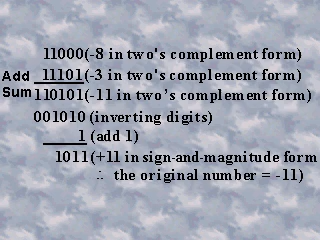 11000(-8 in two's complement form)
Add 11101(-3 in two's complement form)
Sum 110101(-11 in two's complement form)
001010 (inverting digits)
1 (add 1)
1011 (+11 in sign-and-magnitude form
∴ the original number = -11)